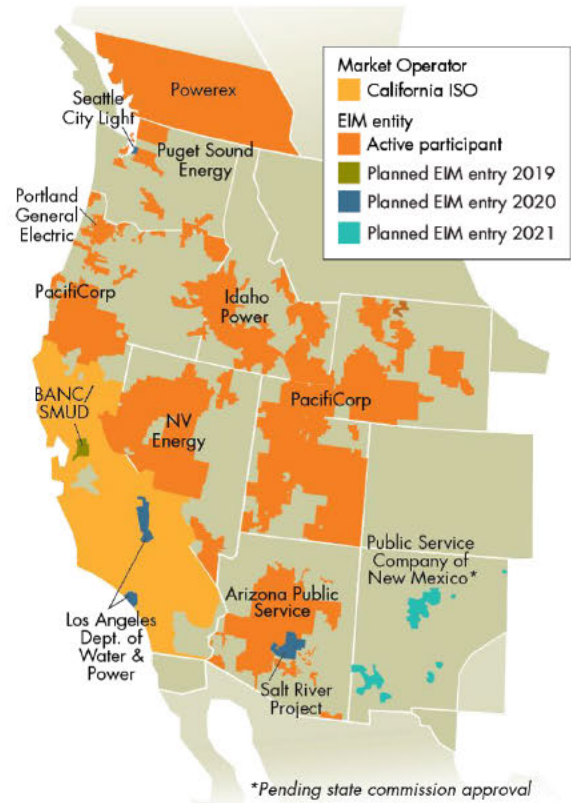 Market Operator
California ISO
EIM entity
Active participant
Planned EIM entry 2019
Planned EIM entry 2020
Planned EIM entry 2021
Powerex
Seattle
City Light
Puget Sound
Energy
Portland
General
Electric
PacifiCorp
Idaho
Power
BANC/
SMUD
NV
Energy
PacifiCorp
Public Service
Company of
New Mexico*
Arizona Public
Service
Los Angeles
Dept. of
Water &
Power
Salt River
Project
*Pending state commission approval